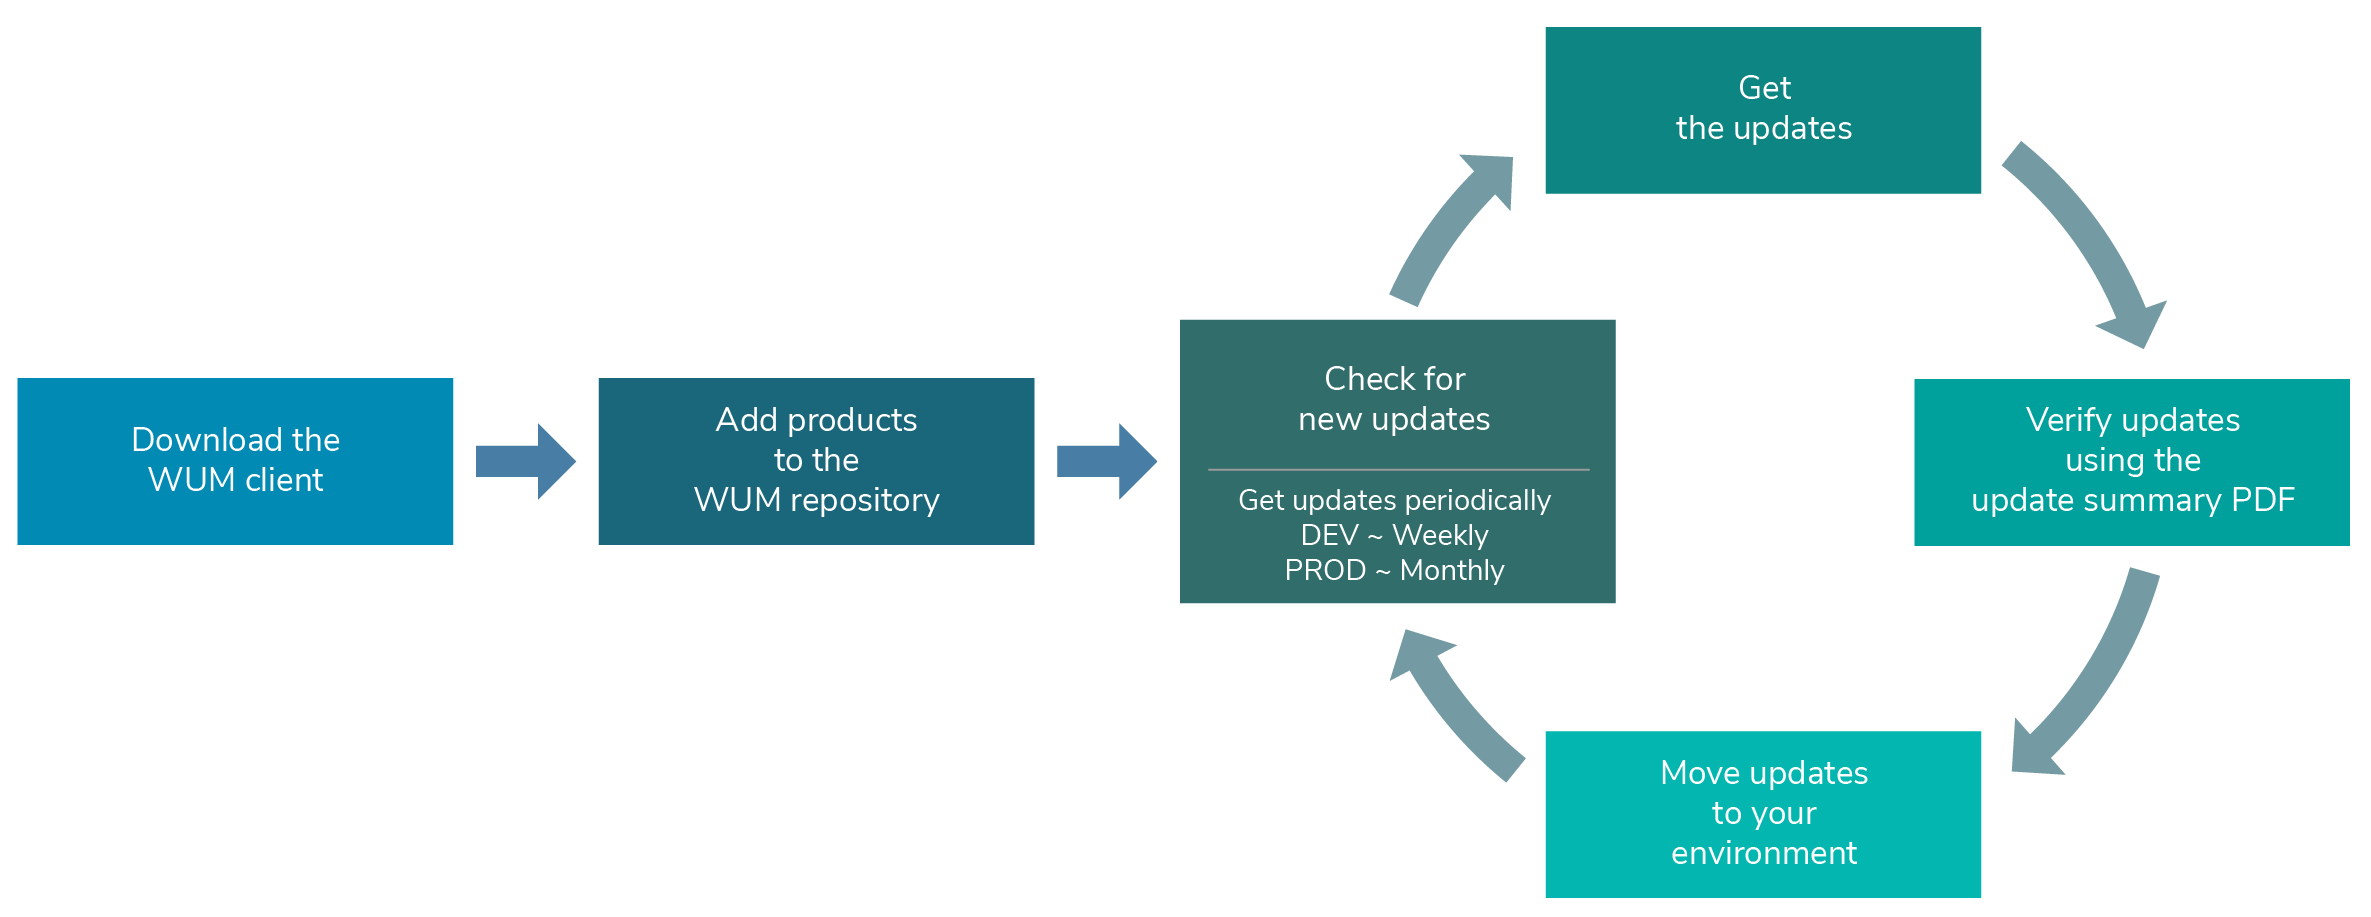 Download the
WUM client
Add products
to the
WUM repository
Check for
new updates
Get updates periodically
DEV ~ Weekly
PROD ~ Monthly
Get
the updates
Verify updates
using the
update summary PDF
Move updates
to your
environment